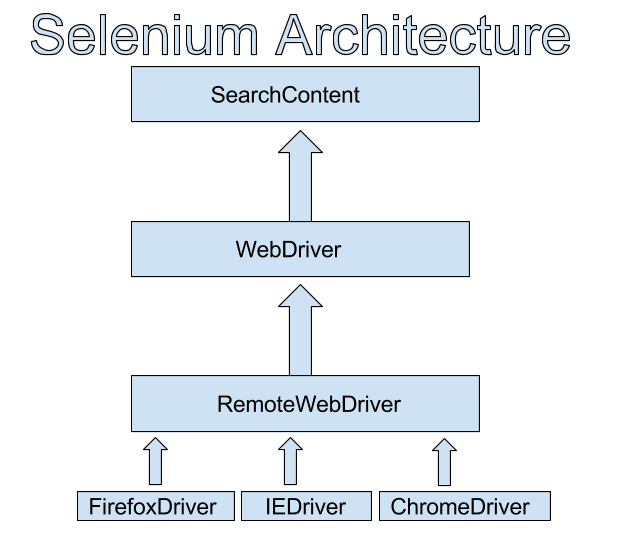 Selenium Architecture
SearchContent
WebDriver
RemoteWebDriver
FirefoxDriver
IEDriver
ChromeDriver